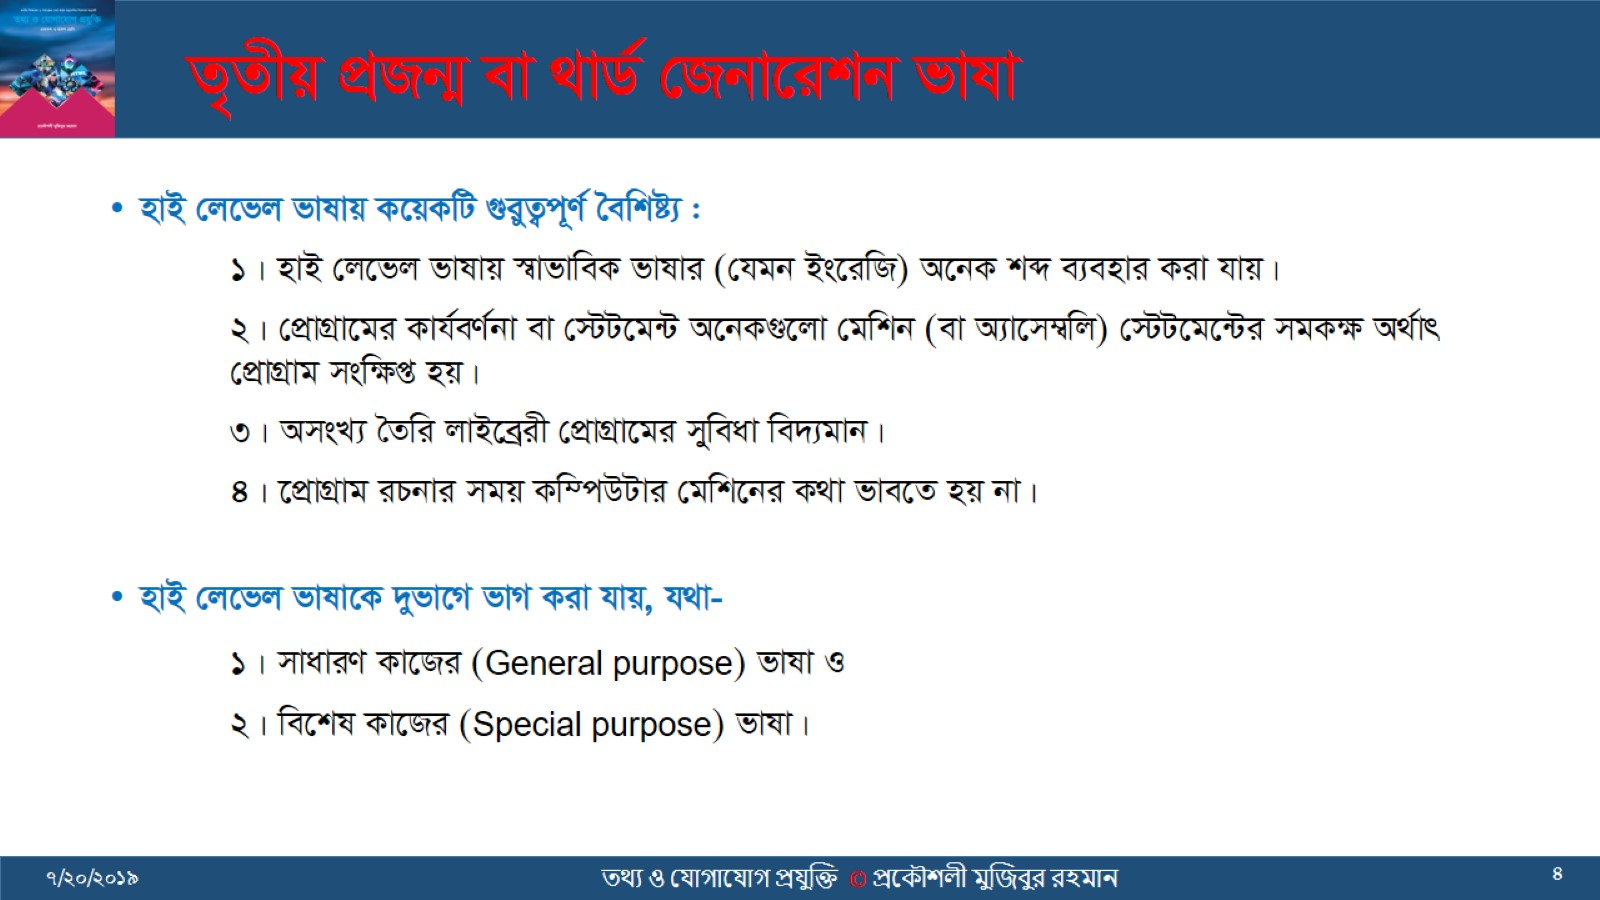 তথ্য ও যোগাযোগ প্রযুক্তি
তৃতীয় প্রজন্ম বা থার্ড জেনারেশন ভাষা
• হাই লেভেল ভাষায় কয়েকটি গুরুত্বপূর্ণ বৈশিষ্ট্য :
১। হাই লেভেল ভাষায় স্বাভাবিক ভাষার (যেমন ইংরেজি) অনেক শব্দ ব্যবহার করা যায়।
২। প্রোগ্রামের কার্যবর্ণনা বা স্টেটমেন্ট অনেকগুলো মেশিন (বা অ্যাসেম্বলি) স্টেটমেন্টের সমকক্ষ অর্থাৎ
প্রোগ্রাম সংক্ষিপ্ত হয়।
৩। অসংখ্য তৈরি লাইব্রেরী প্রোগ্রামের সুবিধা বিদ্যমান।
৪। প্রোগ্রাম রচনার সময় কম্পিউটার মেশিনের কথা ভাবতে হয় না।
• হাই লেভেল ভাষাকে দুভাগে ভাগ করা যায়, যথা-
১। সাধারণ কাজের (General purpose) ভাষা ও
২। বিশেষ কাজের (Special purpose) ভাষা।
৭/২০/২০১৯ তথ্য ও যোগাযোগ প্রযুক্তি © প্রকৌশলী মুজিবুর রহমান ৪